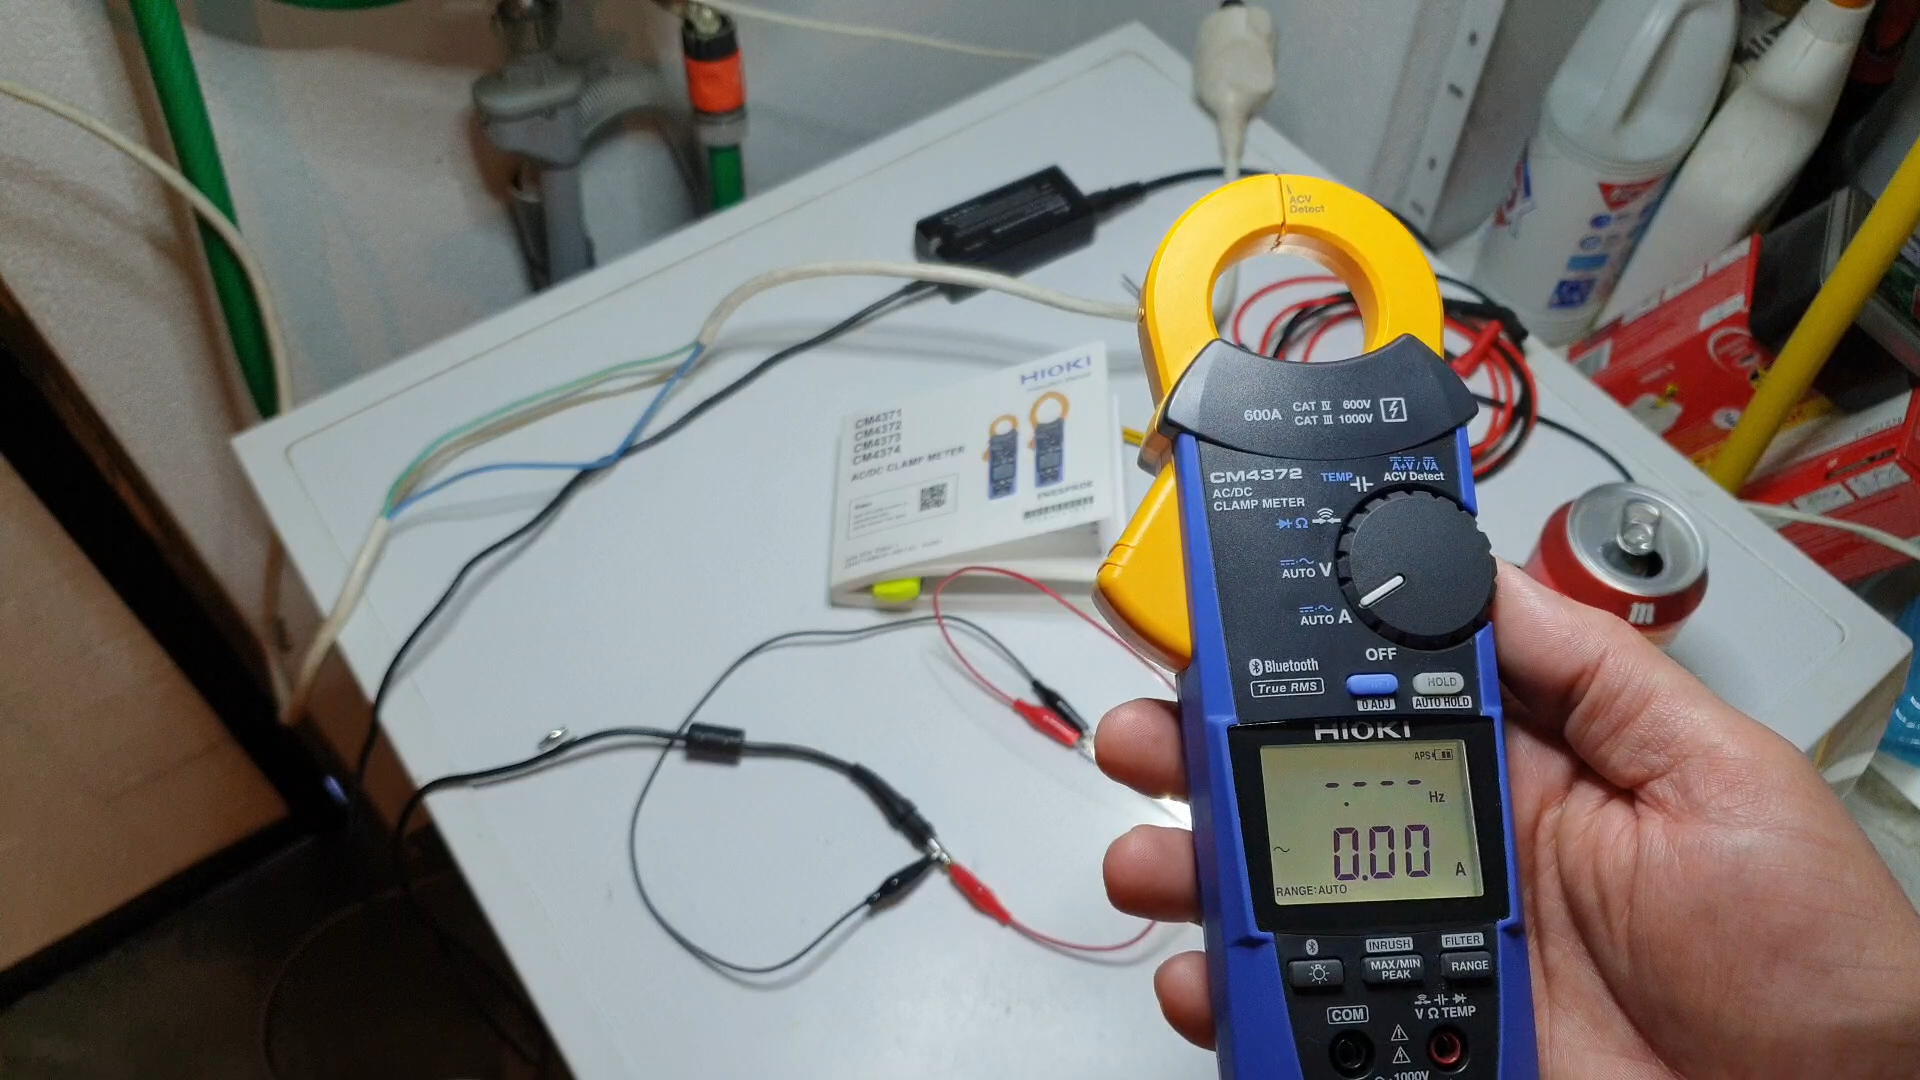 ACV
Detect
600A
CAT IV 600V
CAT III 1000V
CM4372
AC/DC
CLAMP METER
TEMP
A+V / VA
ACV Detect
Ω
AUTO V
AUTO A
OFF
Bluetooth
True RMS
0 ADJ
HOLD
AUTO HOLD
HIOKI
APS
- - - -
Hz
0.00
A
RANGE:AUTO
INRUSH
FILTER
MAX/MIN
PEAK
RANGE
COM
V Ω TEMP
1000V
HIOKI
CM4371
CM4372
CM4373
CM4374
AC/DC CLAMP METER
m